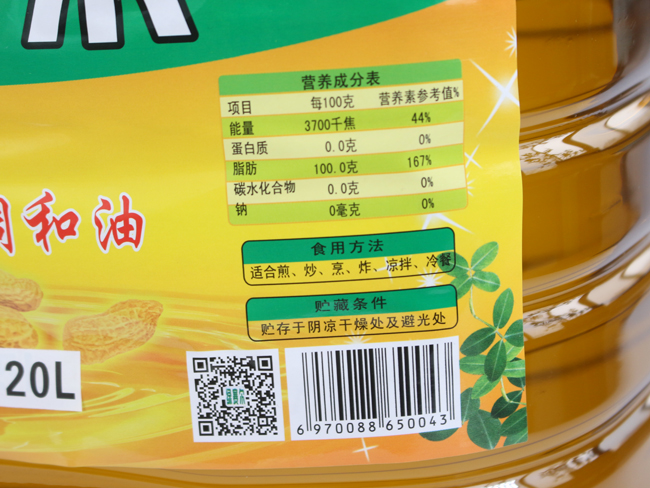 营养成分表
项目 每100克 营养素参考值%
能量 3700千焦 44%
蛋白质 0.0克 0%
脂肪 100.0克 167%
碳水化合物 0.0克 0%
钠 0毫克 0%
调和油
食用方法
适合煎、炒、烹、炸、凉拌、冷餐
贮藏条件
贮存于阴凉干燥处及避光处
20L
6 970088 650043